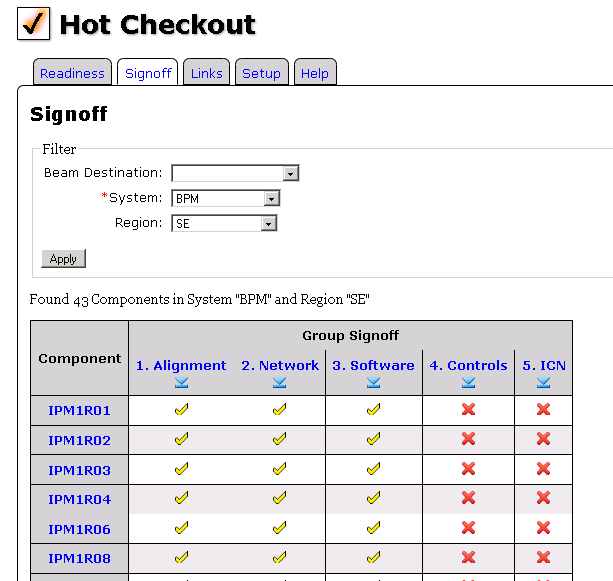 Hot Checkout
Readiness Signoff Links Setup Help
Signoff
Filter
Beam Destination:
*System: BPM
Region: SE
Apply
Found 43 Components in System "BPM" and Region "SE"
Component Group Signoff
1. Alignment 2. Network 3. Software 4. Controls 5. ICN
IPM1R01
IPM1R02
IPM1R03
IPM1R04
IPM1R06
IPM1R08